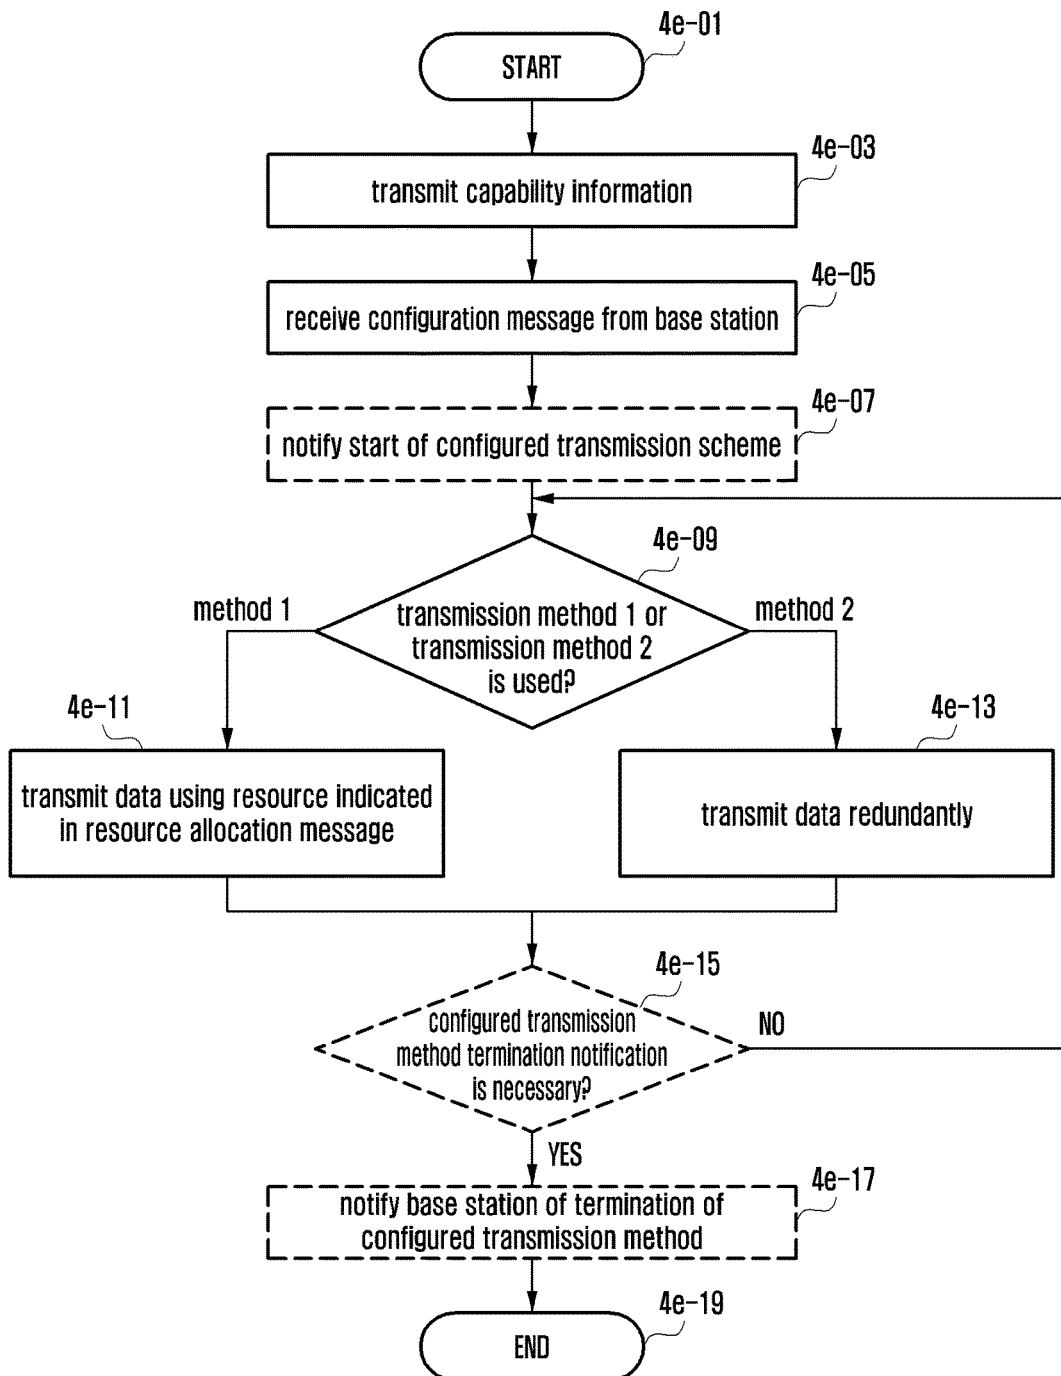 4e-01
START
4e-03
transmit capability information
4e-05
receive configuration message from base station
4e-07
notify start of configured transmission scheme
4e-09
method 1
transmission method 1 or
transmission method 2
is used?
method 2
4e-11
transmit data using resource indicated
in resource allocation message
4e-13
transmit data redundantly
4e-15
configured transmission
method termination notification
is necessary?
NO
YES
4e-17
notify base station of termination of
configured transmission method
4e-19
END